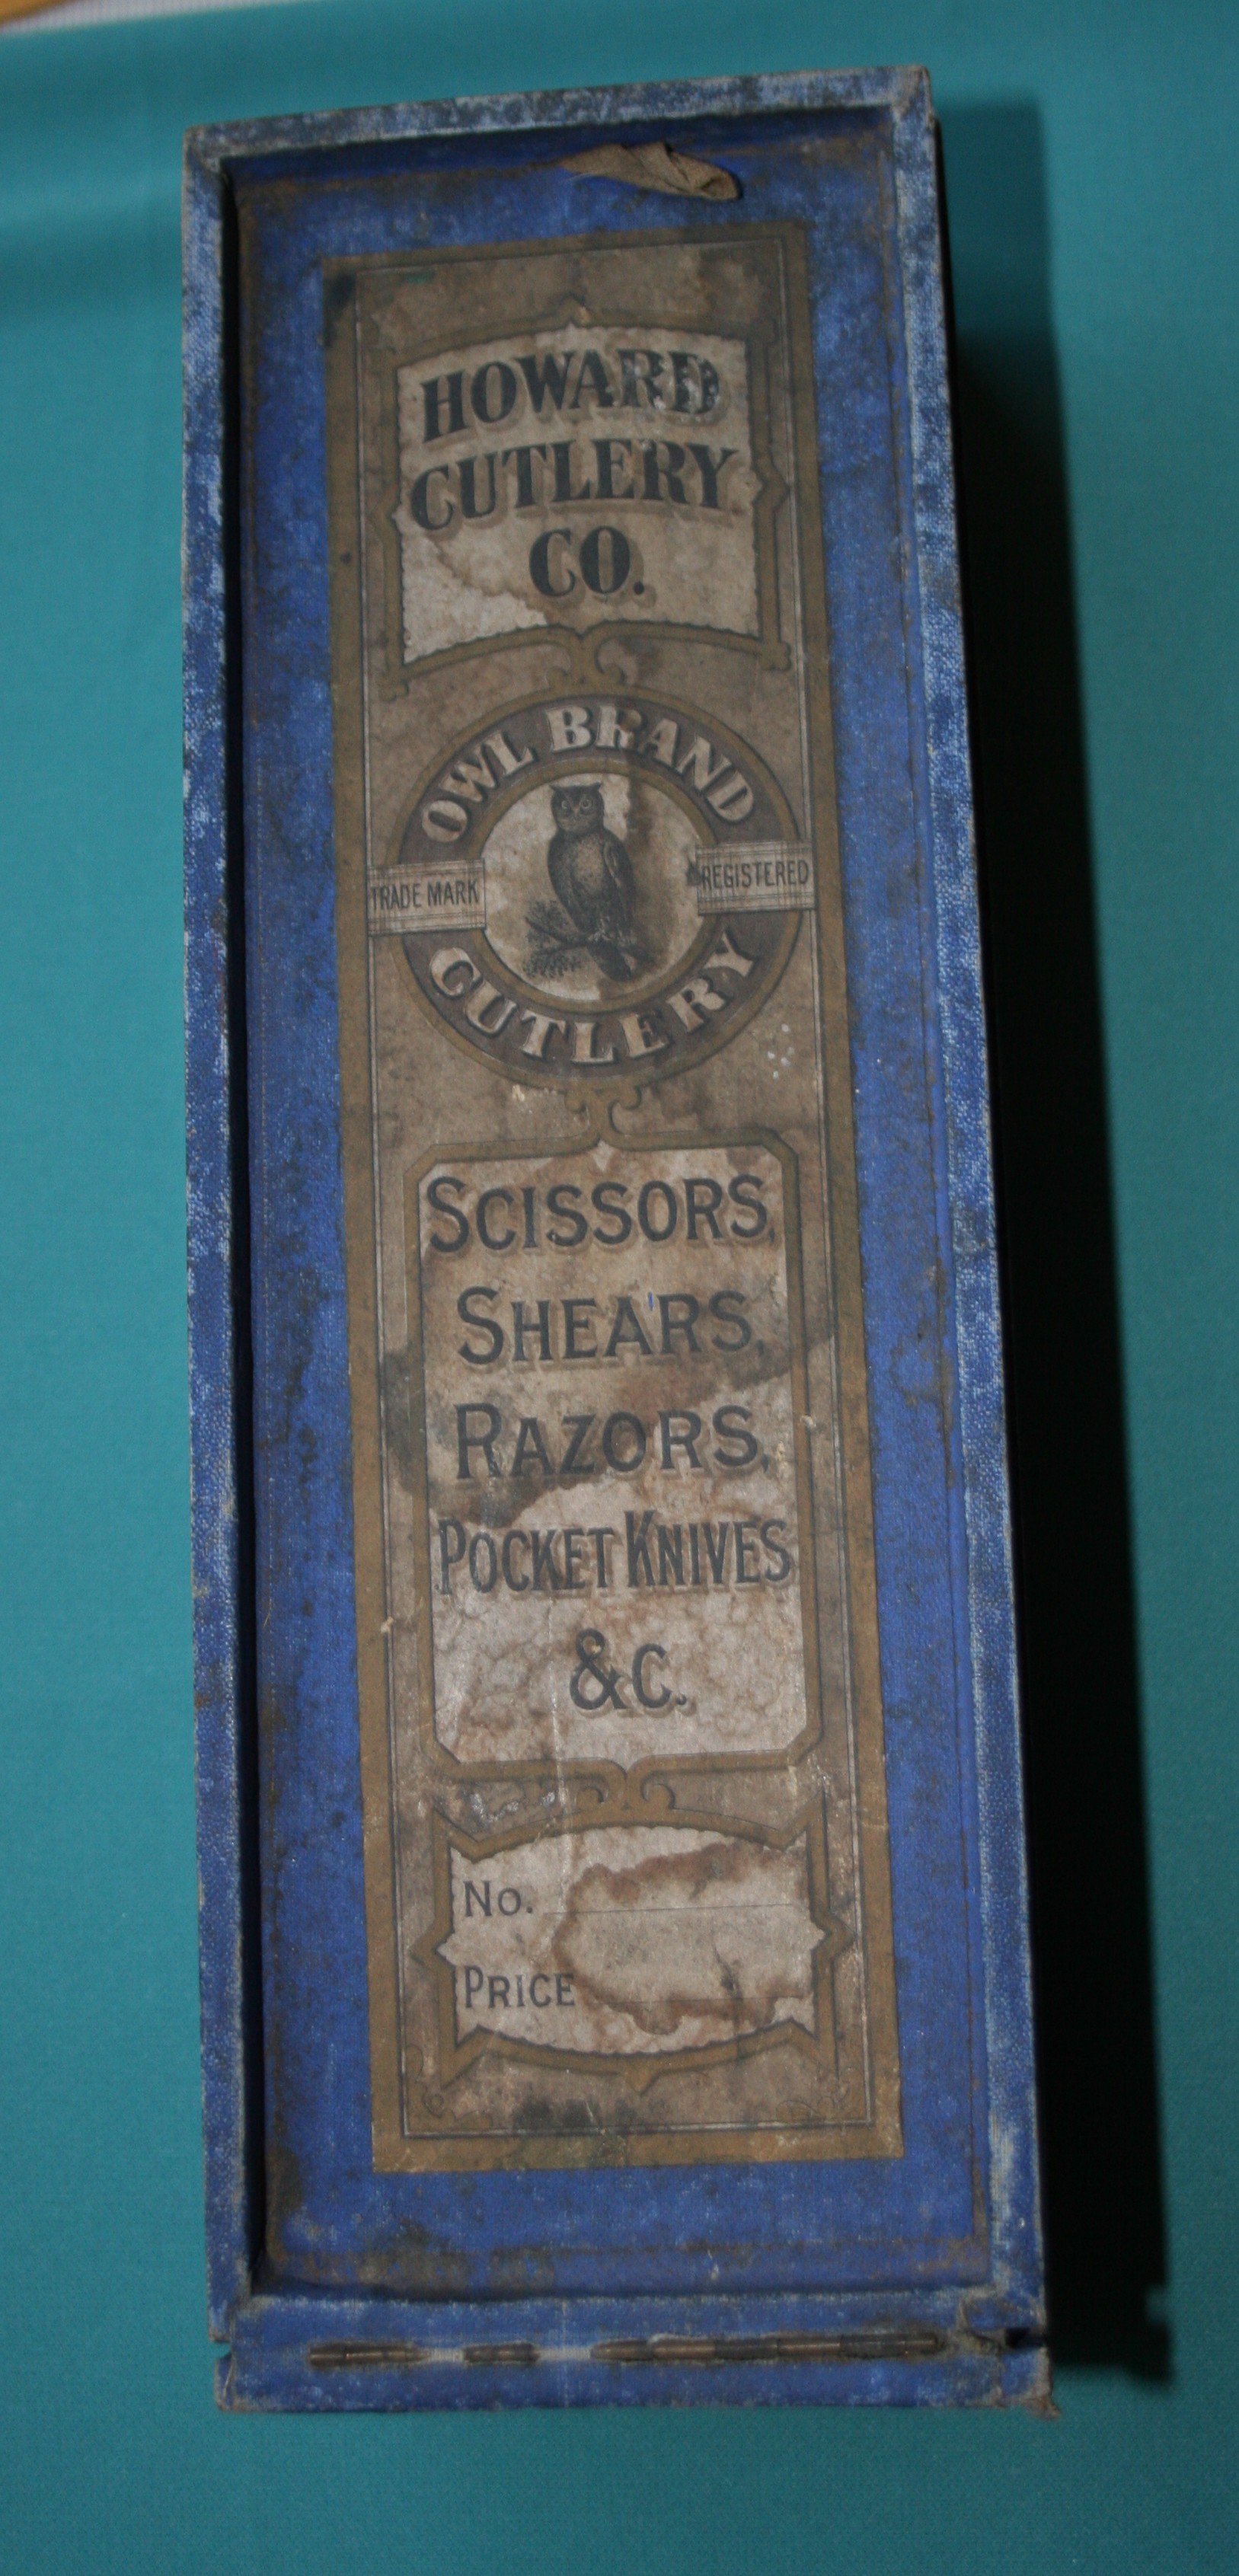 HOWARD
CUTLERY
CO.
OWL BRAND
TRADE MARK
REGISTERED
CUTLERY
SCISSORS,
SHEARS,
RAZORS,
POCKET KNIVES
&C.
No.
PRICE